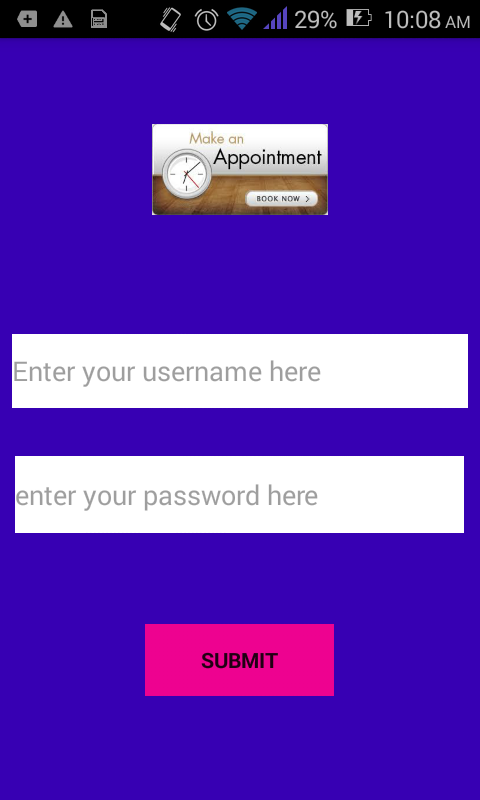 29% 10:08 AM
Make an
Appointment
BOOK NOW >
Enter your username here
enter your password here
SUBMIT